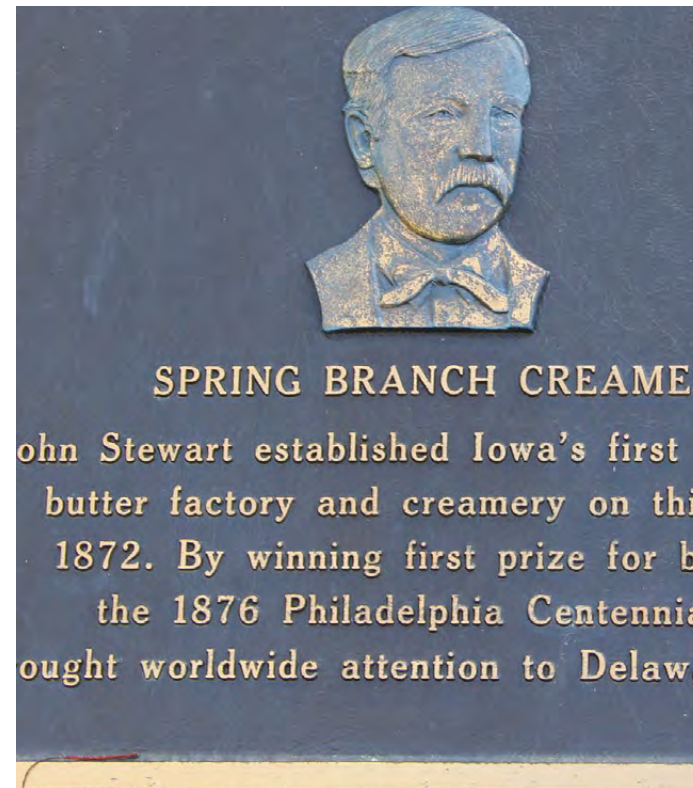 SPRING BRANCH CREAME
ohn Stewart established Iowa's first
butter factory and creamery on thi
1872. By winning first prize for b
the 1876 Philadelphia Centennia
ought worldwide attention to Delaw